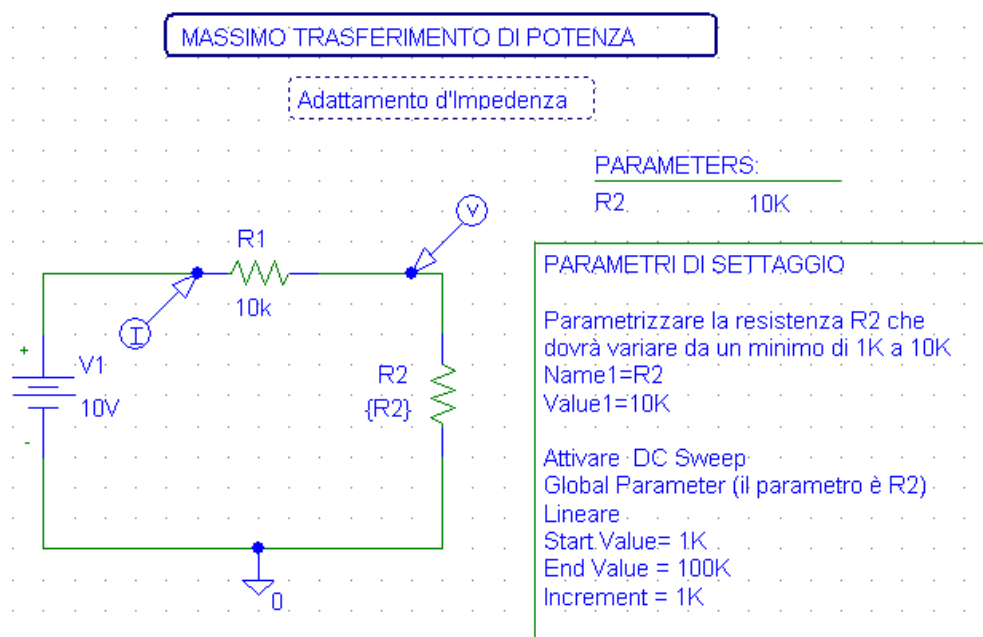 MASSIMO TRASFERIMENTO DI POTENZA
Adattamento d'Impedenza
PARAMETERS:
R2 10K
R1
10k
V
I
+
V1
10V
-
R2
{R2}
0
PARAMETRI DI SETTAGGIO
Parametrizzare la resistenza R2 che
dovrà variare da un minimo di 1K a 10K
Name1=R2
Value1=10K
Attivare DC Sweep
Global Parameter (il parametro è R2)
Lineare
Start Value= 1K
End Value = 100K
Increment = 1K